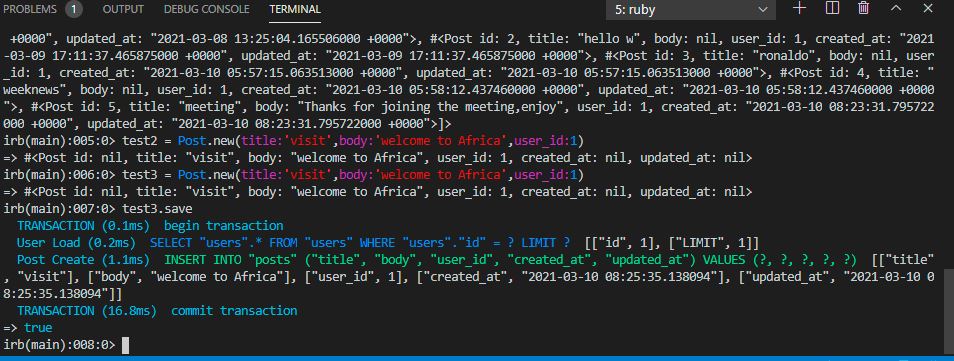 PROBLEMS 1 OUTPUT DEBUG CONSOLE TERMINAL 5: ruby
+0000", updated_at: "2021-03-08 13:25:04.165506000 +0000">, #<Post id: 2, title: "hello w", body: nil, user_id: 1, created_at: "2021
-03-09 17:11:37.465875000 +0000", updated_at: "2021-03-09 17:11:37.465875000 +0000">, #<Post id: 3, title: "ronaldo", body: nil, user
_id: 1, created_at: "2021-03-10 05:57:15.063513000 +0000", updated_at: "2021-03-10 05:57:15.063513000 +0000">, #<Post id: 4, title: "
weeknews", body: nil, user_id: 1, created_at: "2021-03-10 05:58:12.437460000 +0000", updated_at: "2021-03-10 05:58:12.437460000 +0000
">, #<Post id: 5, title: "meeting", body: "Thanks for joining the meeting,enjoy", user_id: 1, created_at: "2021-03-10 08:23:31.795722
000 +0000", updated_at: "2021-03-10 08:23:31.795722000 +0000">]>
irb(main):005:0> test2 = Post.new(title:'visit',body:'welcome to Africa',user_id:1)
=> #<Post id: nil, title: "visit", body: "welcome to Africa", user_id: 1, created_at: nil, updated_at: nil>
irb(main):006:0> test3 = Post.new(title:'visit',body:'welcome to Africa',user_id:1)
=> #<Post id: nil, title: "visit", body: "welcome to Africa", user_id: 1, created_at: nil, updated_at: nil>
irb(main):007:0> test3.save
TRANSACTION (0.1ms) begin transaction
User Load (0.2ms) SELECT "users".* FROM "users" WHERE "users"."id" = ? LIMIT ? [["id", 1], ["LIMIT", 1]]
Post Create (1.1ms) INSERT INTO "posts" ("title", "body", "user_id", "created_at", "updated_at") VALUES (?, ?, ?, ?, ?) [["title"
, "visit"], ["body", "welcome to Africa"], ["user_id", 1], ["created_at", "2021-03-10 08:25:35.138094"], ["updated_at", "2021-03-10 0
8:25:35.138094"]]
TRANSACTION (16.8ms) commit transaction
=> true
irb(main):008:0>